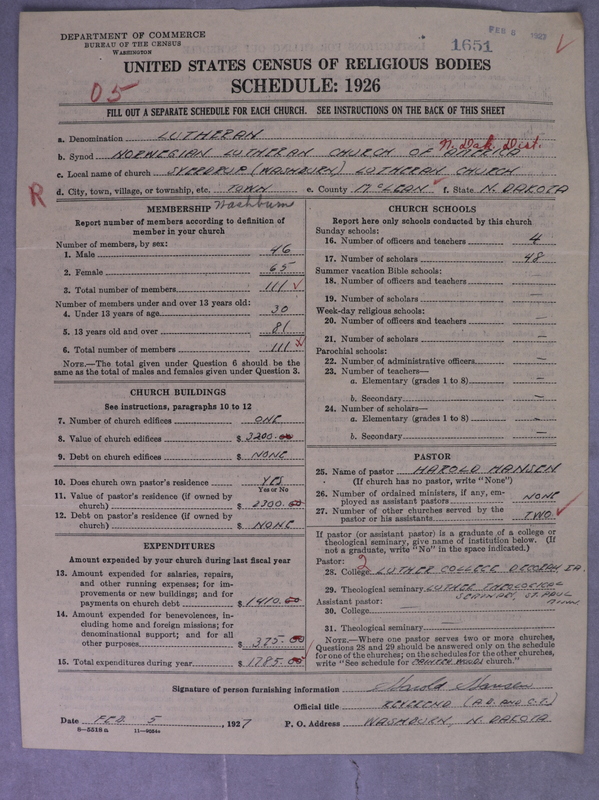 DEPARTMENT OF COMMERCE
BUREAU OF THE CENSUS
WASHINGTON
1651
FEB 6 1927
UNITED STATES CENSUS OF RELIGIOUS BODIES
05
SCHEDULE: 1926
FILL OUT A SEPARATE SCHEDULE FOR EACH CHURCH. SEE INSTRUCTIONS ON THE BACK OF THIS SHEET
a. Denomination LUTHERAN
N. Dak. Dist.
b. Synod NORWEGIAN LUTHERAN CHURCH OF AMERICA
c. Local name of church (WASHBURN) LUTHERAN CHURCH
R
d. City, town, village, or township, etc. TOWN e. County McLEAN f. State N. DAKOTA
Washburn
MEMBERSHIP
Report number of members according to definition of member in your church
Number of members, by sex:
1. Male 46
2. Female 65
3. Total number of members 111
Number of members under and over 13 years old:
4. Under 13 years of age 30
5. 13 years old and over 81
6. Total number of members 111
NOTE.—The total given under Question 6 should be the same as the total of males and females given under Question 3.
CHURCH BUILDINGS
See instructions, paragraphs 10 to 12
7. Number of church edifices ONE
8. Value of church edifices $ 3200.00
9. Debt on church edifices $ NONE
10. Does church own pastor's residence YES
Yes or No
11. Value of pastor's residence (if owned by church) $ 2300.00
12. Debt on pastor's residence (if owned by church) $ NONE
EXPENDITURES
Amount expended by church during last fiscal year
13. Amount expended for salaries, repairs, and other running expenses; for improvements or new buildings; and for payments on church debt $ 1410.00
14. Amount expended for benevolences, including home and foreign missions; for denominational support; and for all other purposes $ 375.00
15. Total expenditures during year $ 1785.00
CHURCH SCHOOLS
Report here only schools conducted by this church
Sunday schools:
16. Number of officers and teachers 4
17. Number of scholars 48
Summer vacation Bible schools:
18. Number of officers and teachers —
19. Number of scholars —
Week-day religious schools:
20. Number of officers and teachers —
21. Number of scholars —
Parochial schools:
22. Number of administrative officers —
23. Number of teachers—
a. Elementary (grades 1 to 8) —
b. Secondary —
24. Number of scholars—
a. Elementary (grades 1 to 8) —
b. Secondary —
PASTOR
25. Name of pastor HAROLD HANSEN
(If church has no pastor, write "None")
26. Number of ordained ministers, if any, employed as assistant pastors NONE
27. Number of other churches served by the pastor or his assistants TWO
If pastor (or assistant pastor) is a graduate of a college or theological seminary, give name of institution below. (If not a graduate, write "No" in the space indicated.)
Pastor: 2
28. College LUTHER COLLEGE DECORAH IA.
29. Theological seminary LUTHER THEOLOGICAL
SEMINARY, ST. PAUL
MINN
Assistant pastor:
30. College —
31. Theological seminary —
NOTE.—Where one pastor serves two or more churches, Questions 28 and 29 should be answered only on the schedule for one of the churches; on the schedules for the other churches, write "See schedule for PAINTED WOODS church."
Signature of person furnishing information Harold Hansen
Official title REVEREND
Date FEB 5, 1927 P. O. Address WASHBURN, N. DAKOTA
8—5518 a 11—9054a